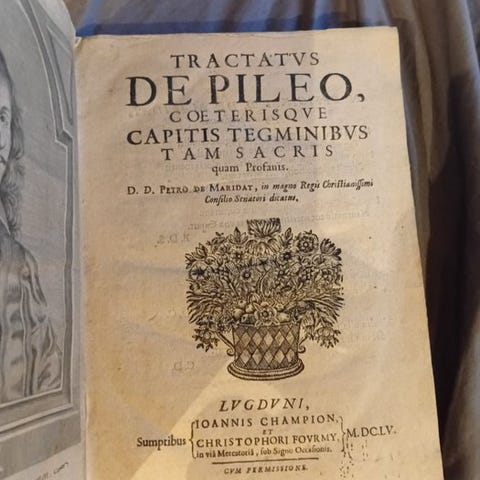 TRACTATVS
DE PILEO,
COETERISQVE
CAPITIS TEGMINIBVS
TAM SACRIS
quam Profanis.
D. D. PETRO DE MARIDAT, in magno Regis Christianissimi
Consilio Senatori dicatus,
LVGDVNI,
IOANNIS CHAMPION,
ET
Sumptibus CHRISTOPHORI FOVRMY, M.DCLV.
in viâ Mercatoriâ, sub Signo Occasionis.
CVM PERMISSIONE.